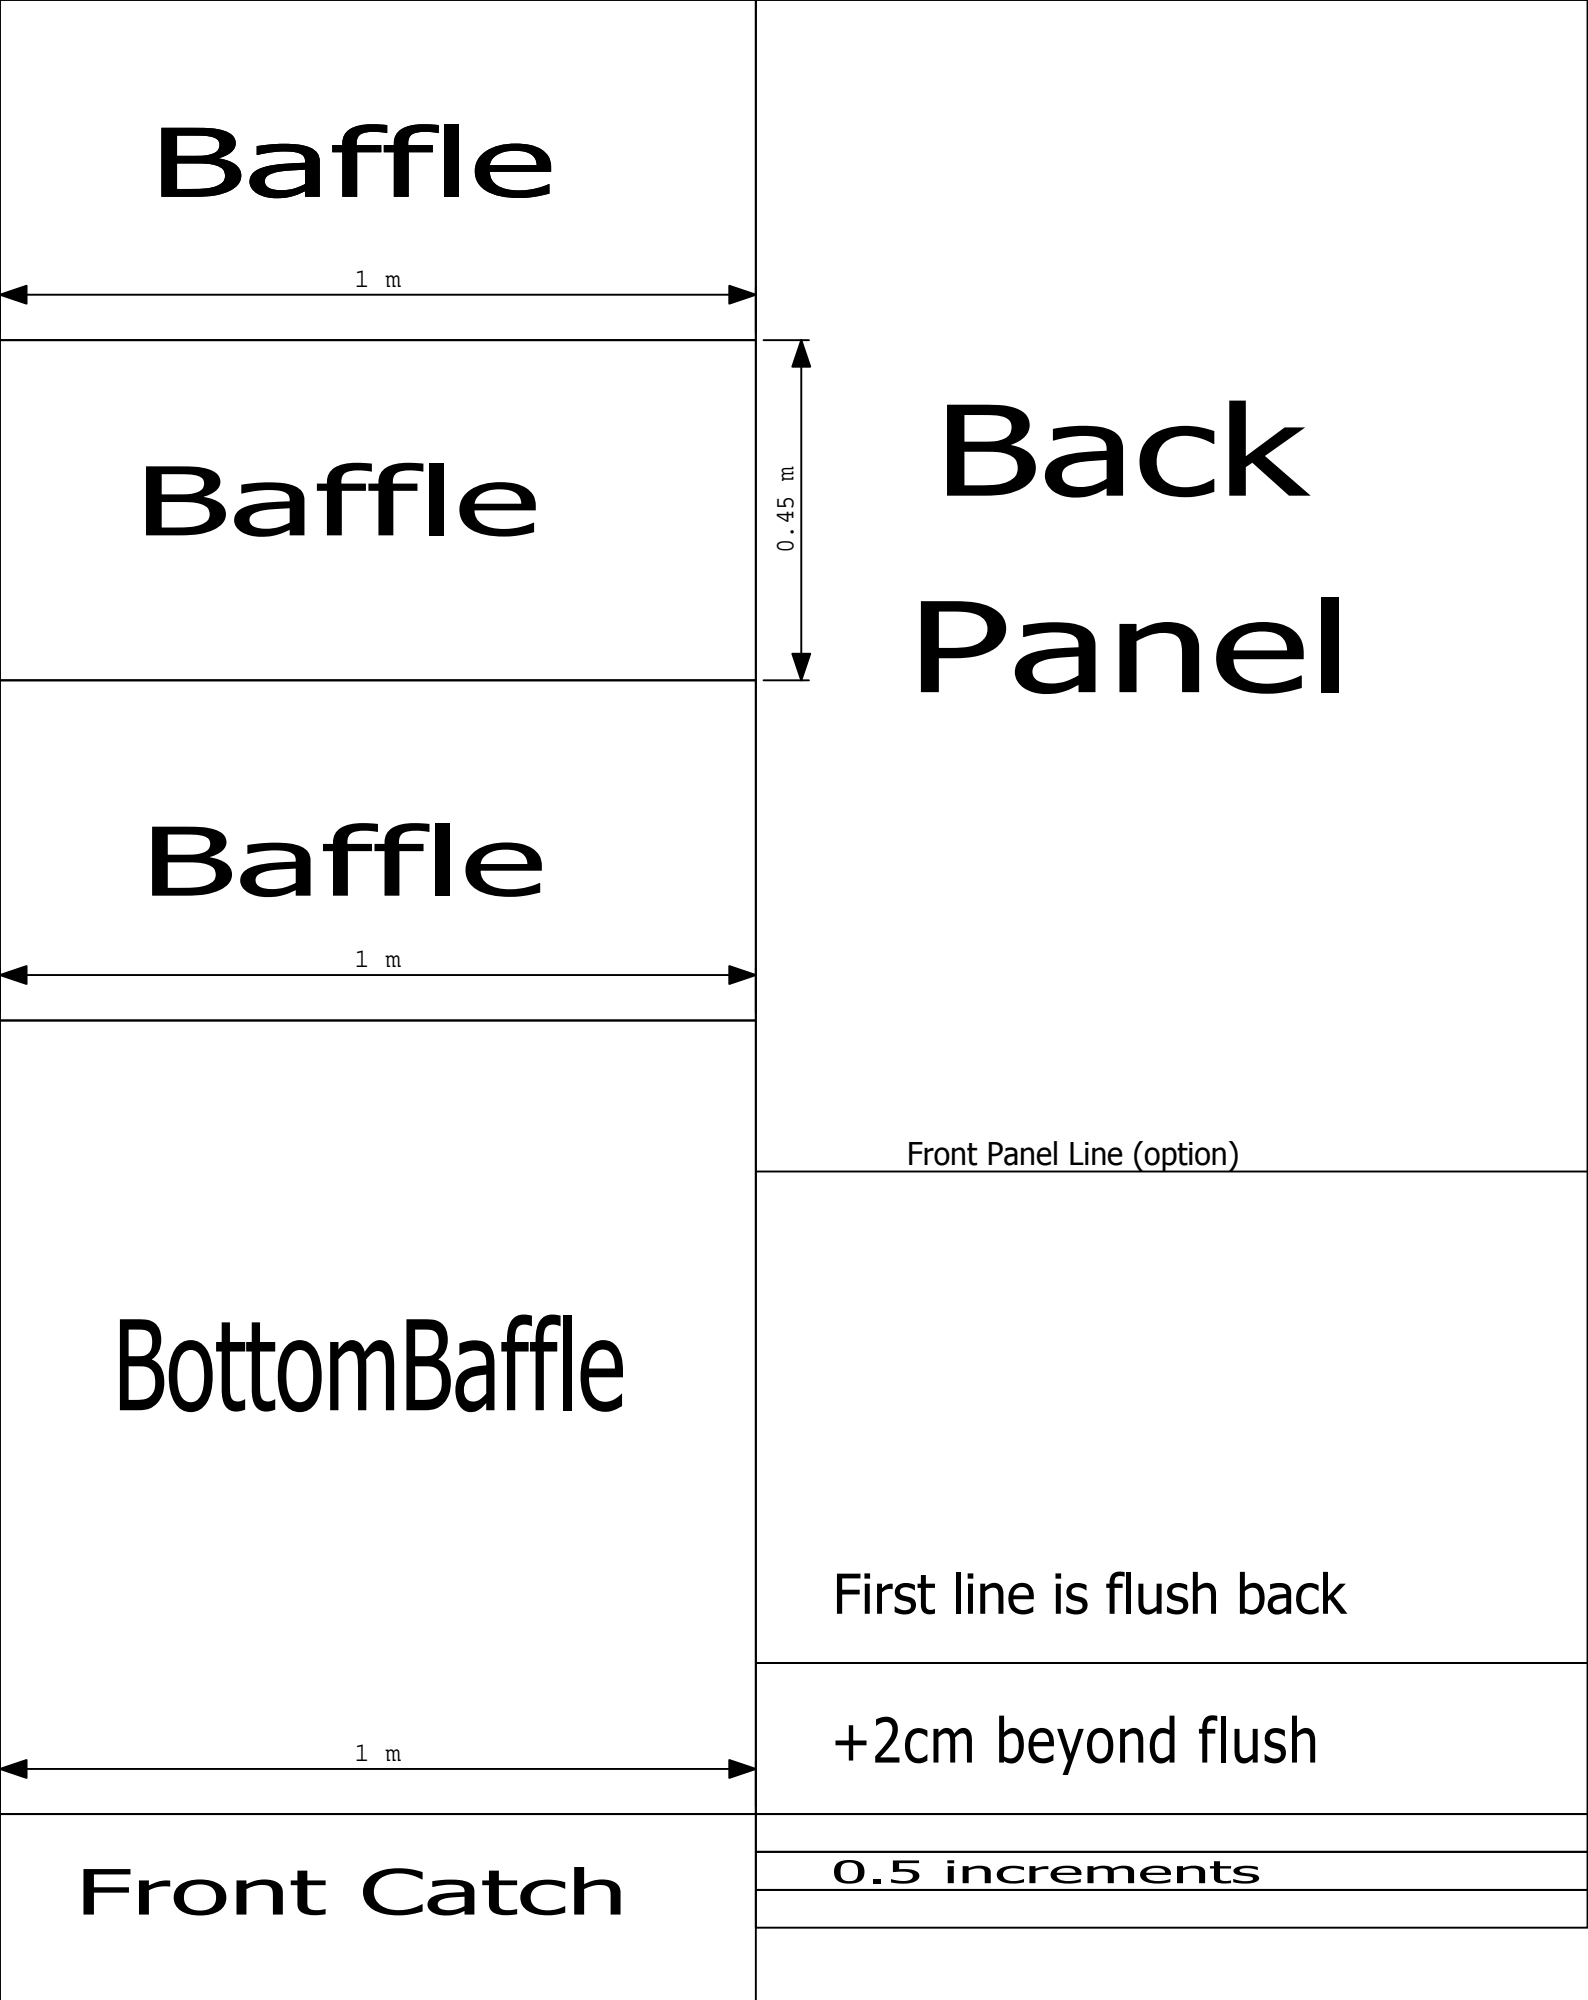 Baffle
1 m
Baffle
0.45 m
Baffle
1 m
BottomBaffle
1 m
Front Catch
Back
Panel
Front Panel Line (option)
First line is flush back
+2cm beyond flush
0.5 increments